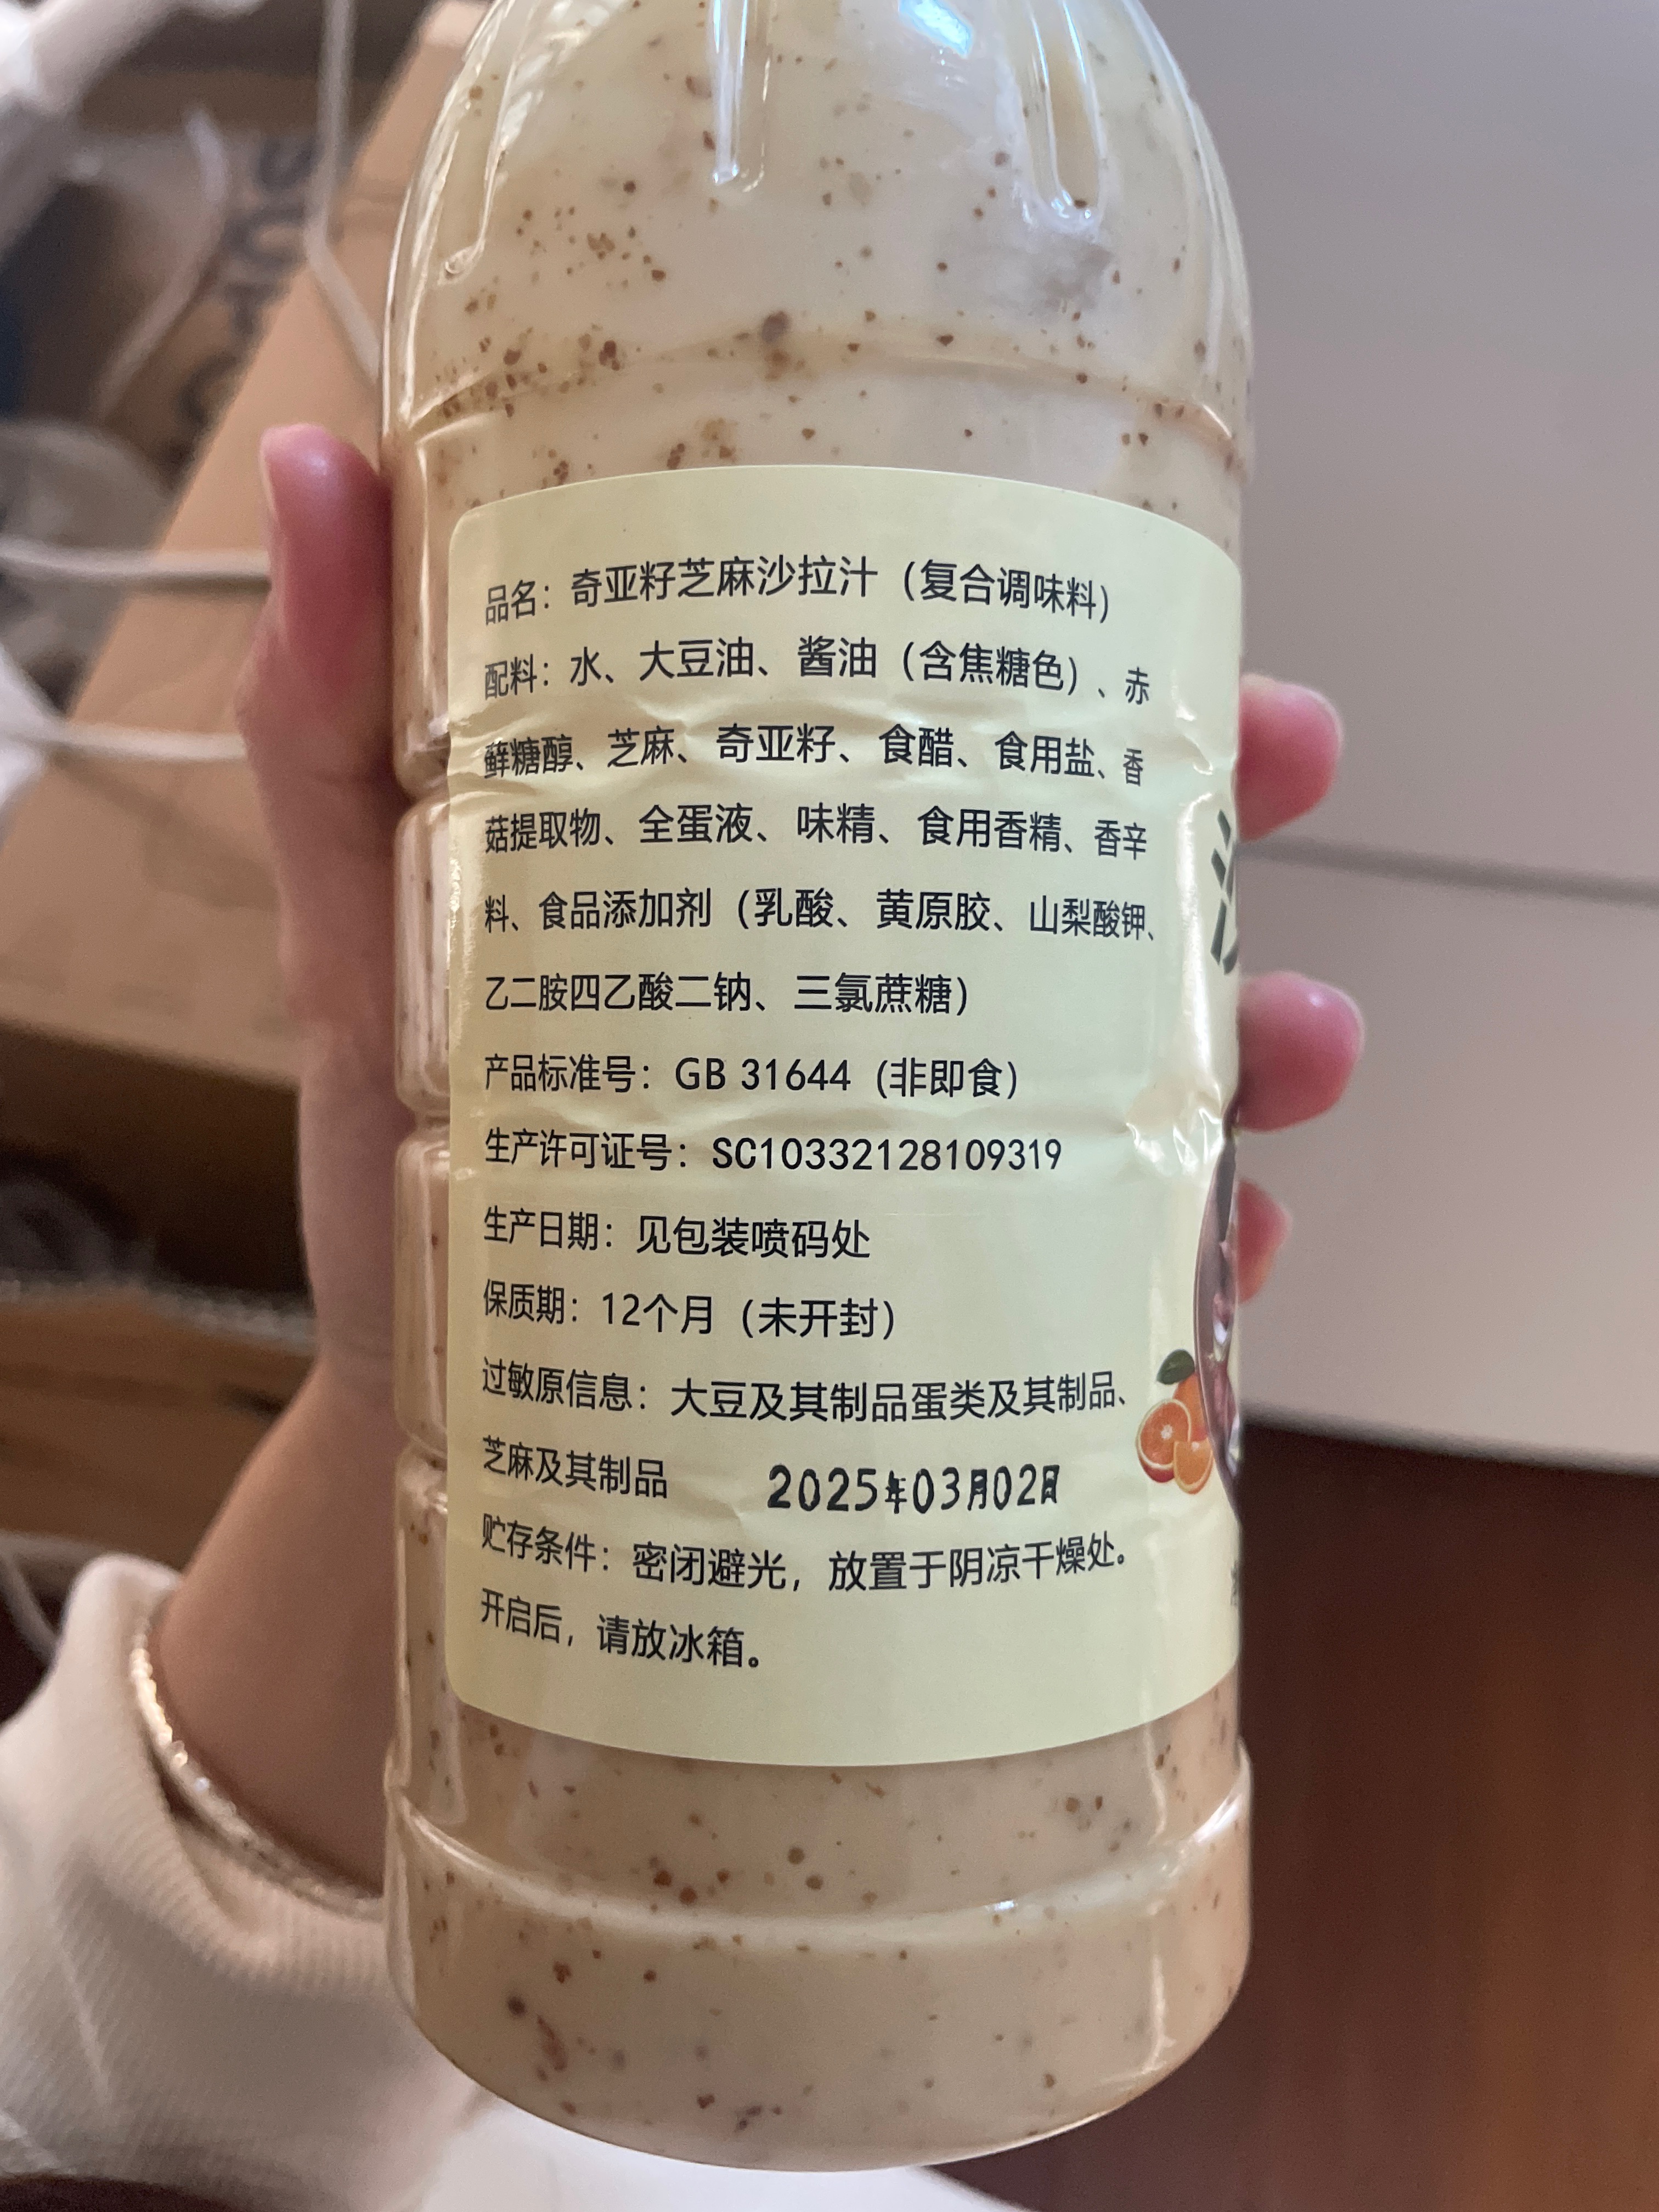 品名：奇亚籽芝麻沙拉汁（复合调味料）
配料：水、大豆油、酱油（含焦糖色）、赤
藓糖醇、芝麻、奇亚籽、食醋、食用盐、香
菇提取物、全蛋液、味精、食用香精、香辛
料、食品添加剂（乳酸、黄原胶、山梨酸钾、
乙二胺四乙酸二钠、三氯蔗糖）
产品标准号：GB 31644（非即食）
生产许可证号：SC10332128109319
生产日期：见包装喷码处
保质期：12个月（未开封）
过敏原信息：大豆及其制品蛋类及其制品、
芝麻及其制品
2025年03月02日
贮存条件：密闭避光，放置于阴凉干燥处。
开启后，请放冰箱。